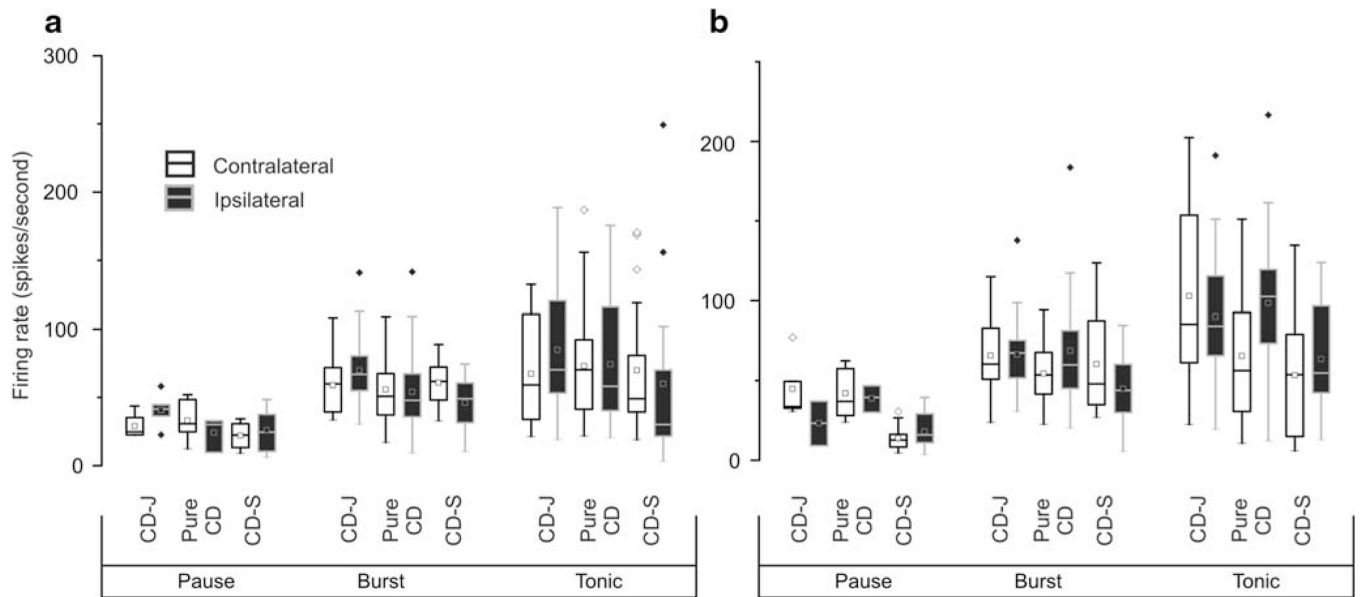 a
300
200
100
0
Firing rate (spikes/second)
Contralateral
Ipsilateral
CD-J
Pure
CD
CD-S
CD-J
Pure
CD
CD-S
CD-J
Pure
CD
CD-S
Pause
Burst
Tonic
b
200
100
0
CD-J
Pure
CD
CD-S
CD-J
Pure
CD
CD-S
CD-J
Pure
CD
CD-S
Pause
Burst
Tonic